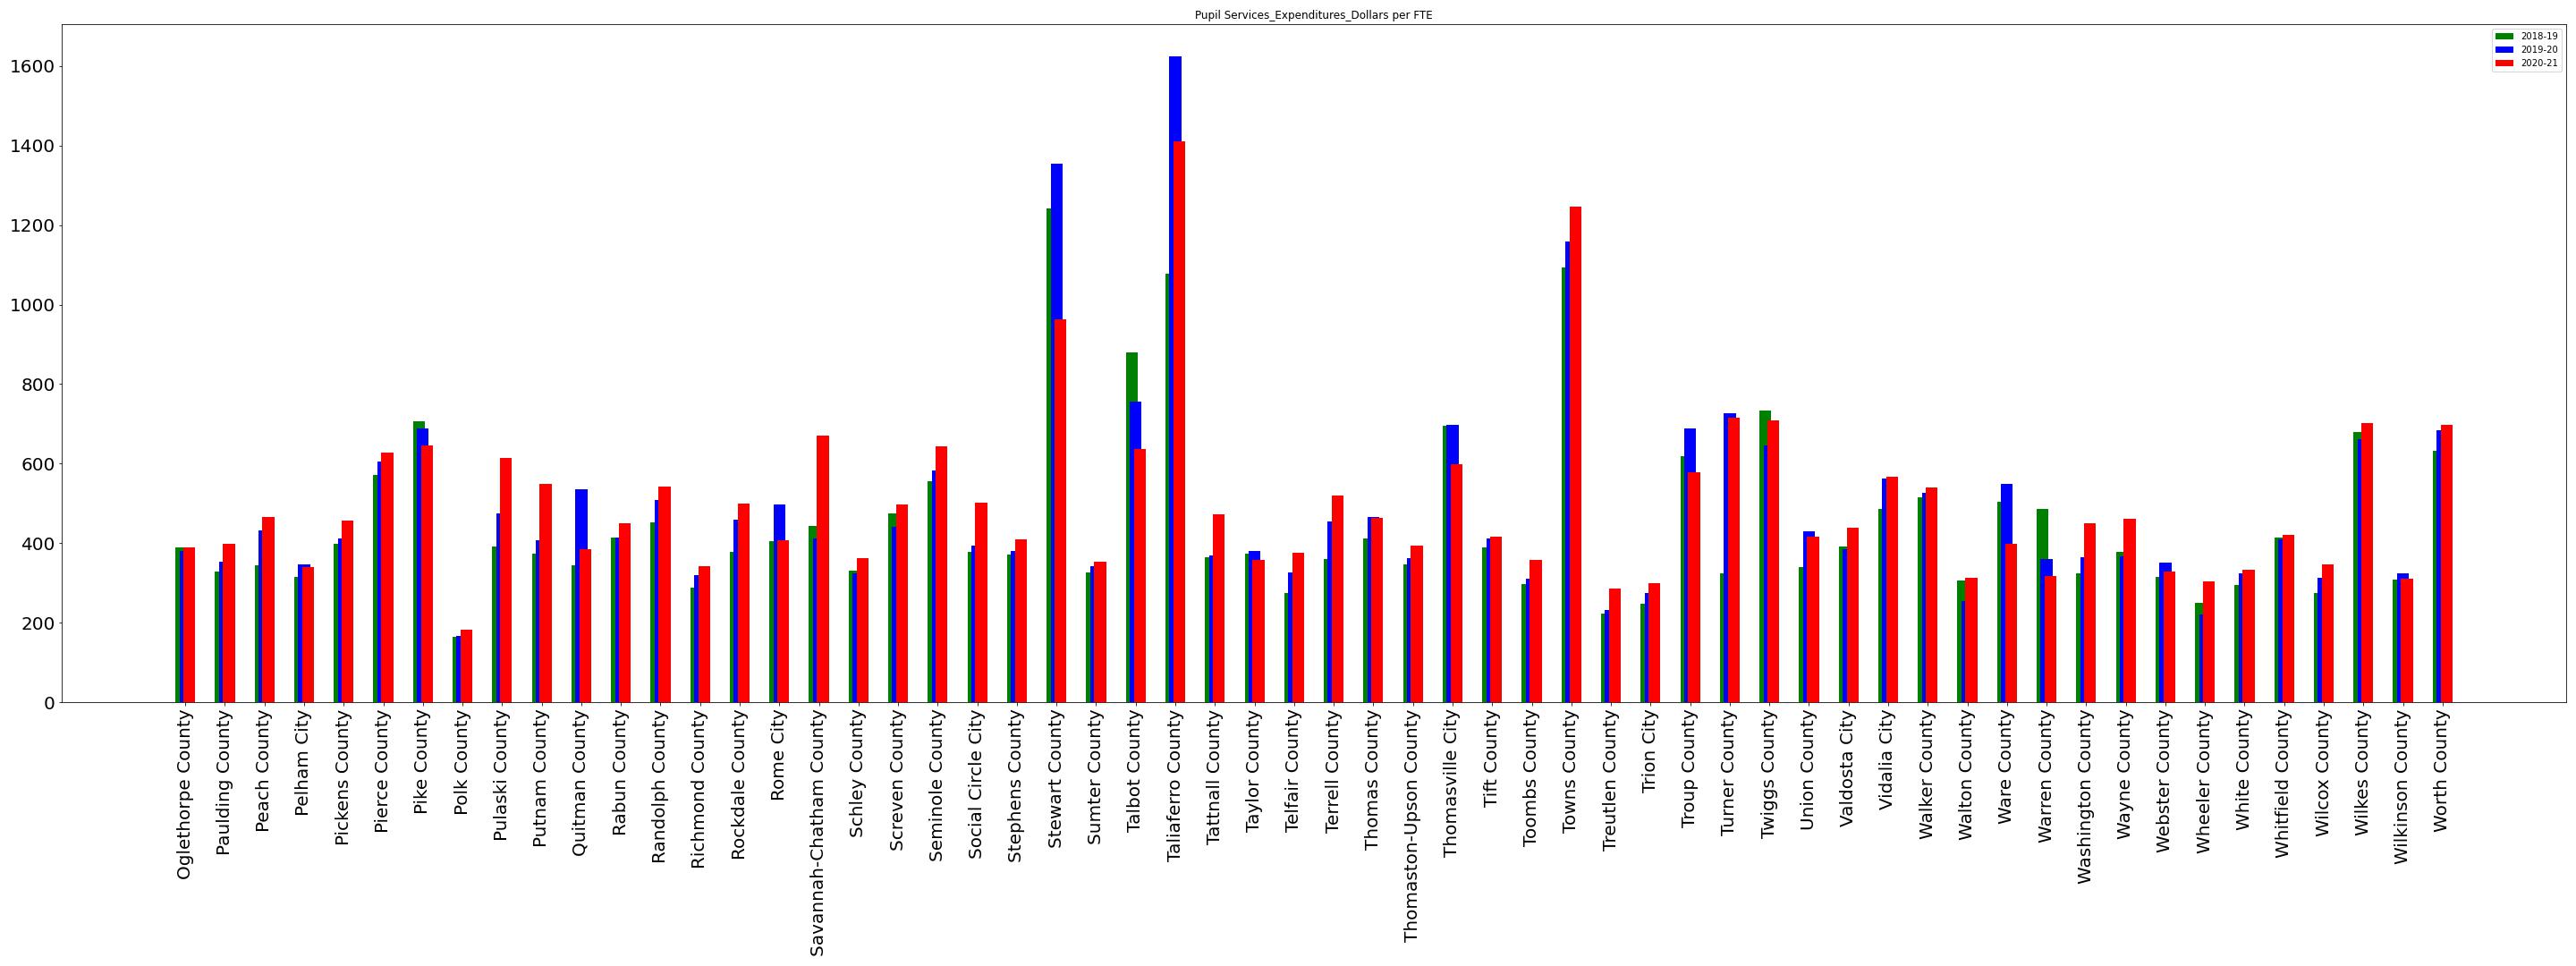 Pupil Services_Expenditures_Dollars per FTE
2018-19
2019-20
2020-21
1600
1400
1200
1000
800
600
400
200
0
Oglethorpe County
Paulding County
Peach County
Pelham City
Pickens County
Pierce County
Pike County
Polk County
Pulaski County
Putnam County
Quitman County
Rabun County
Randolph County
Richmond County
Rockdale County
Rome City
Savannah-Chatham County
Schley County
Screven County
Seminole County
Social Circle City
Stephens County
Stewart County
Sumter County
Talbot County
Taliaferro County
Tattnall County
Taylor County
Telfair County
Terrell County
Thomas County
Thomaston-Upson County
Thomasville City
Tift County
Toombs County
Towns County
Treutlen County
Trion City
Troup County
Turner County
Twiggs County
Union County
Valdosta City
Vidalia City
Walker County
Walton County
Ware County
Warren County
Washington County
Wayne County
Webster County
Wheeler County
White County
Whitfield County
Wilcox County
Wilkes County
Wilkinson County
Worth County